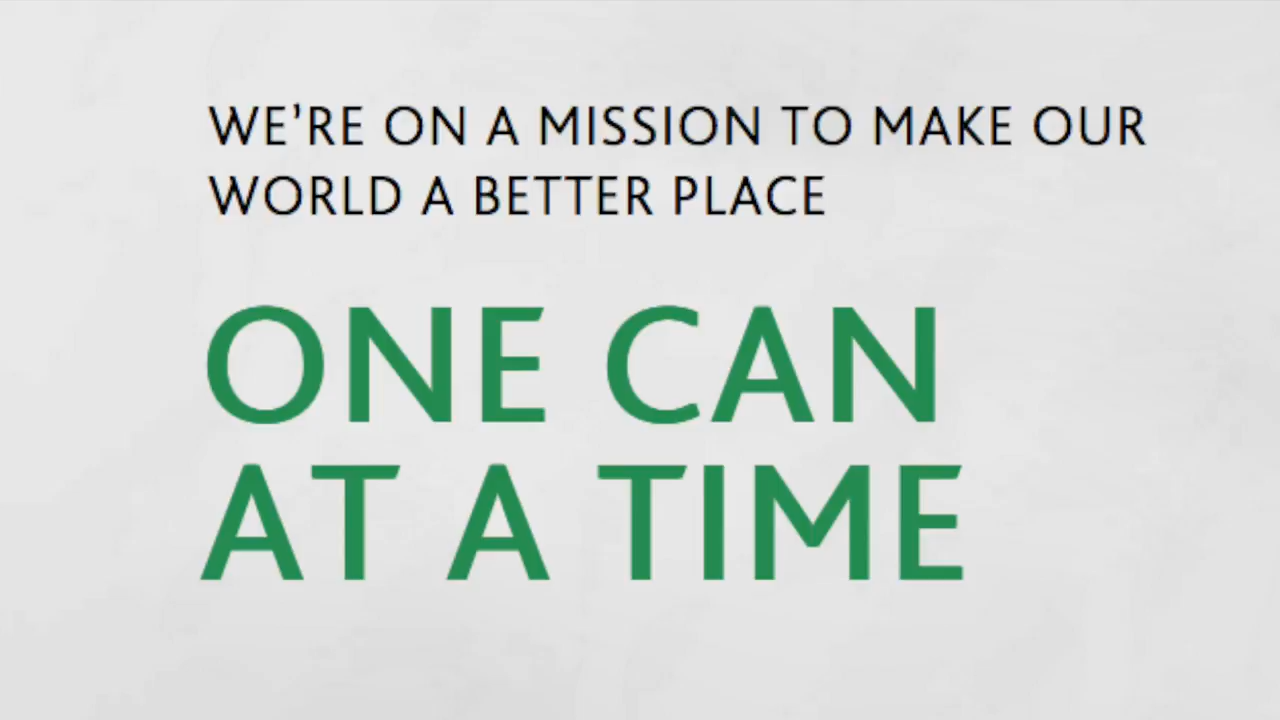 WE’RE ON A MISSION TO MAKE OUR
WORLD A BETTER PLACE
ONE CAN
AT A TIME